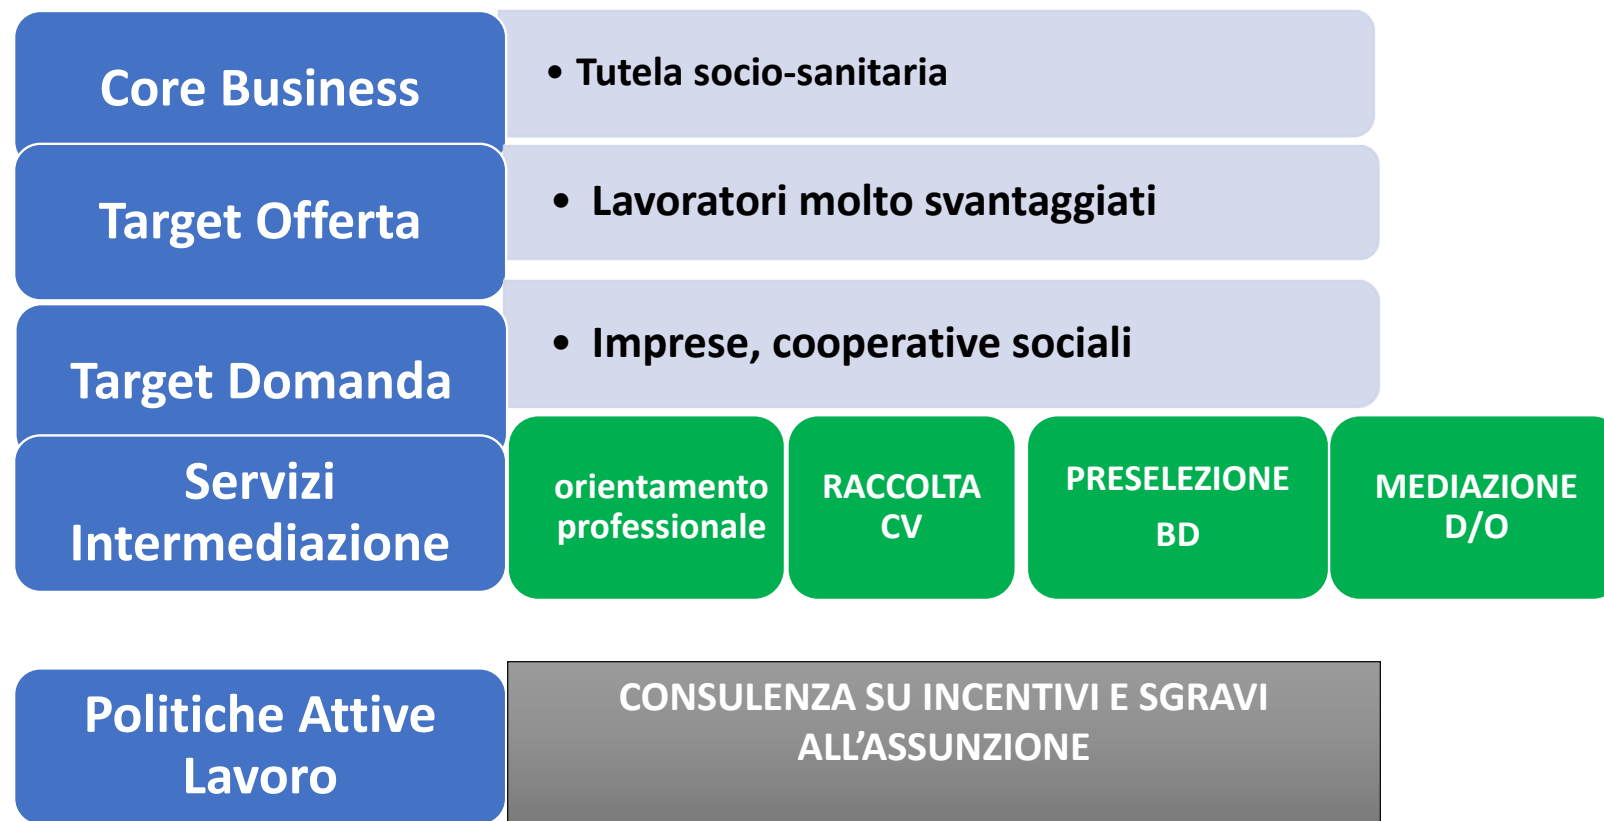 Core Business
• Tutela socio-sanitaria
Target Offerta
• Lavoratori molto svantaggiati
Target Domanda
• Imprese, cooperative sociali
Servizi
Intermediazione
orientamento
professionale
RACCOLTA
CV
PRESELEZIONE
BD
MEDIAZIONE
D/O
Politiche Attive
Lavoro
CONSULENZA SU INCENTIVI E SGRAVI
ALL’ASSUNZIONE